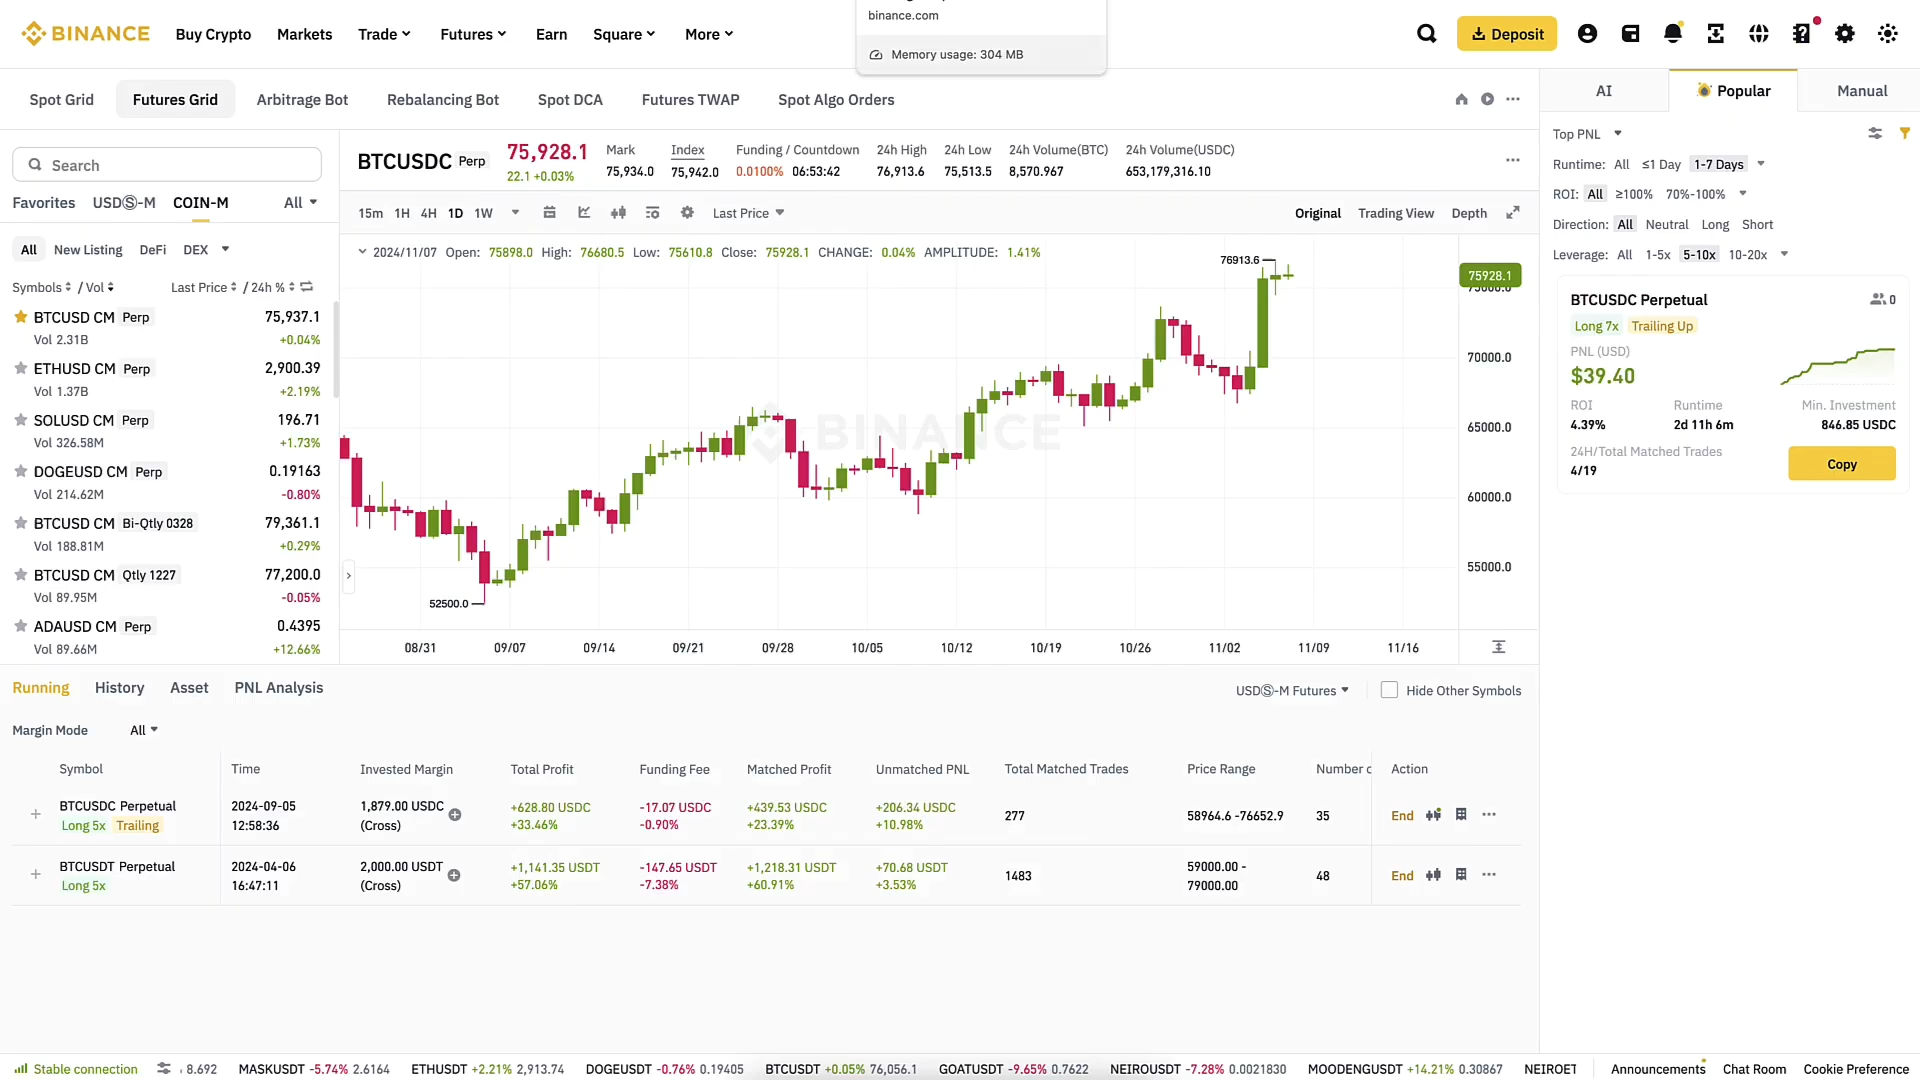 binance.com
Memory usage: 304 MB
BINANCE
Buy Crypto Markets Trade Futures Earn Square More
Deposit
Spot Grid Futures Grid Arbitrage Bot Rebalancing Bot Spot DCA Futures TWAP Spot Algo Orders
Search
Favorites USDⓈ-M COIN-M All
All New Listing DeFi DEX
Symbols / Vol Last Price / 24h %
BTCUSD CM Perp 75,937.1
Vol 2.31B +0.04%
ETHUSD CM Perp 2,900.39
Vol 1.37B +2.19%
SOLUSD CM Perp 196.71
Vol 326.58M +1.73%
DOGEUSD CM Perp 0.19163
Vol 214.62M -0.80%
BTCUSD CM Bi-Qtly 0328 79,361.1
Vol 188.81M +0.29%
BTCUSD CM Qtly 1227 77,200.0
Vol 89.95M -0.05%
ADAUSD CM Perp 0.4395
Vol 89.66M +12.66%
BTCUSDC Perp
75,928.1
22.1 +0.03%
Mark
75,934.0
Index
75,942.0
Funding / Countdown
0.0100% 06:53:42
24h High
76,913.6
24h Low
75,513.5
24h Volume(BTC)
8,570.967
24h Volume(USDC)
653,179,316.10
15m 1H 4H 1D 1W Last Price Original Trading View Depth
2024/11/07 Open: 75898.0 High: 76680.5 Low: 75610.8 Close: 75928.1 CHANGE: 0.04% AMPLITUDE: 1.41%
76913.6
75928.1
75000.0
70000.0
65000.0
60000.0
55000.0
BINANCE
52500.0
08/31 09/07 09/14 09/21 09/28 10/05 10/12 10/19 10/26 11/02 11/09 11/16
AI Popular Manual
Top PNL
Runtime: All ≤1 Day 1-7 Days
ROI: All ≥100% 70%-100%
Direction: All Neutral Long Short
Leverage: All 1-5x 5-10x 10-20x
BTCUSDC Perpetual 0
Long 7x Trailing Up
PNL (USD)
$39.40
ROI Runtime Min. Investment
4.39% 2d 11h 6m 846.85 USDC
24H/Total Matched Trades
4/19
Copy
Running History Asset PNL Analysis
USDⓈ-M Futures Hide Other Symbols
Margin Mode All
Symbol Time Invested Margin Total Profit Funding Fee Matched Profit Unmatched PNL Total Matched Trades Price Range Number Action
BTCUSDC Perpetual 2024-09-05 1,879.00 USDC +628.80 USDC -17.07 USDC +439.53 USDC +206.34 USDC 277 58964.6 -76652.9 35 End
Long 5x Trailing 12:58:36 (Cross) +33.46% -0.90% +23.39% +10.98%
BTCUSDT Perpetual 2024-04-06 2,000.00 USDT +1,141.35 USDT -147.65 USDT +1,218.31 USDT +70.68 USDT 1483 59000.00 - 48 End
Long 5x 16:47:11 (Cross) +57.06% -7.38% +60.91% +3.53% 79000.00
Stable connection 8.692 MASKUSDT -5.74% 2.6164 ETHUSDT +2.21% 2,913.74 DOGEUSDT -0.76% 0.19405 BTCUSDT +0.05% 76,056.1 GOATUSDT -9.65% 0.7622 NEIROUSDT -7.28% 0.0021830 MOODENGUSDT +14.21% 0.30867 NEIROET Announcements Chat Room Cookie Preference